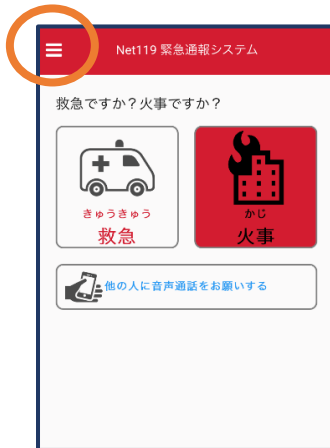 Net119 緊急通報システム
救急ですか？火事ですか？
きゅうきゅう
救急
かじ
火事
他の人に音声通話をお願いする